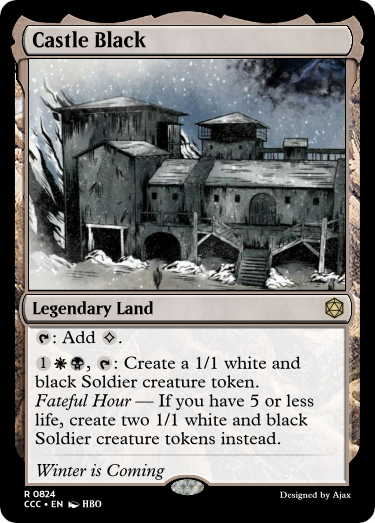 Castle Black
Legendary Land
: Add .
1, : Create a 1/1 white and
black Soldier creature token.
Fateful Hour — If you have 5 or less
life, create two 1/1 white and black
Soldier creature tokens instead.
Winter is Coming
R 0824
CCC • EN HBO
Designed by Ajax